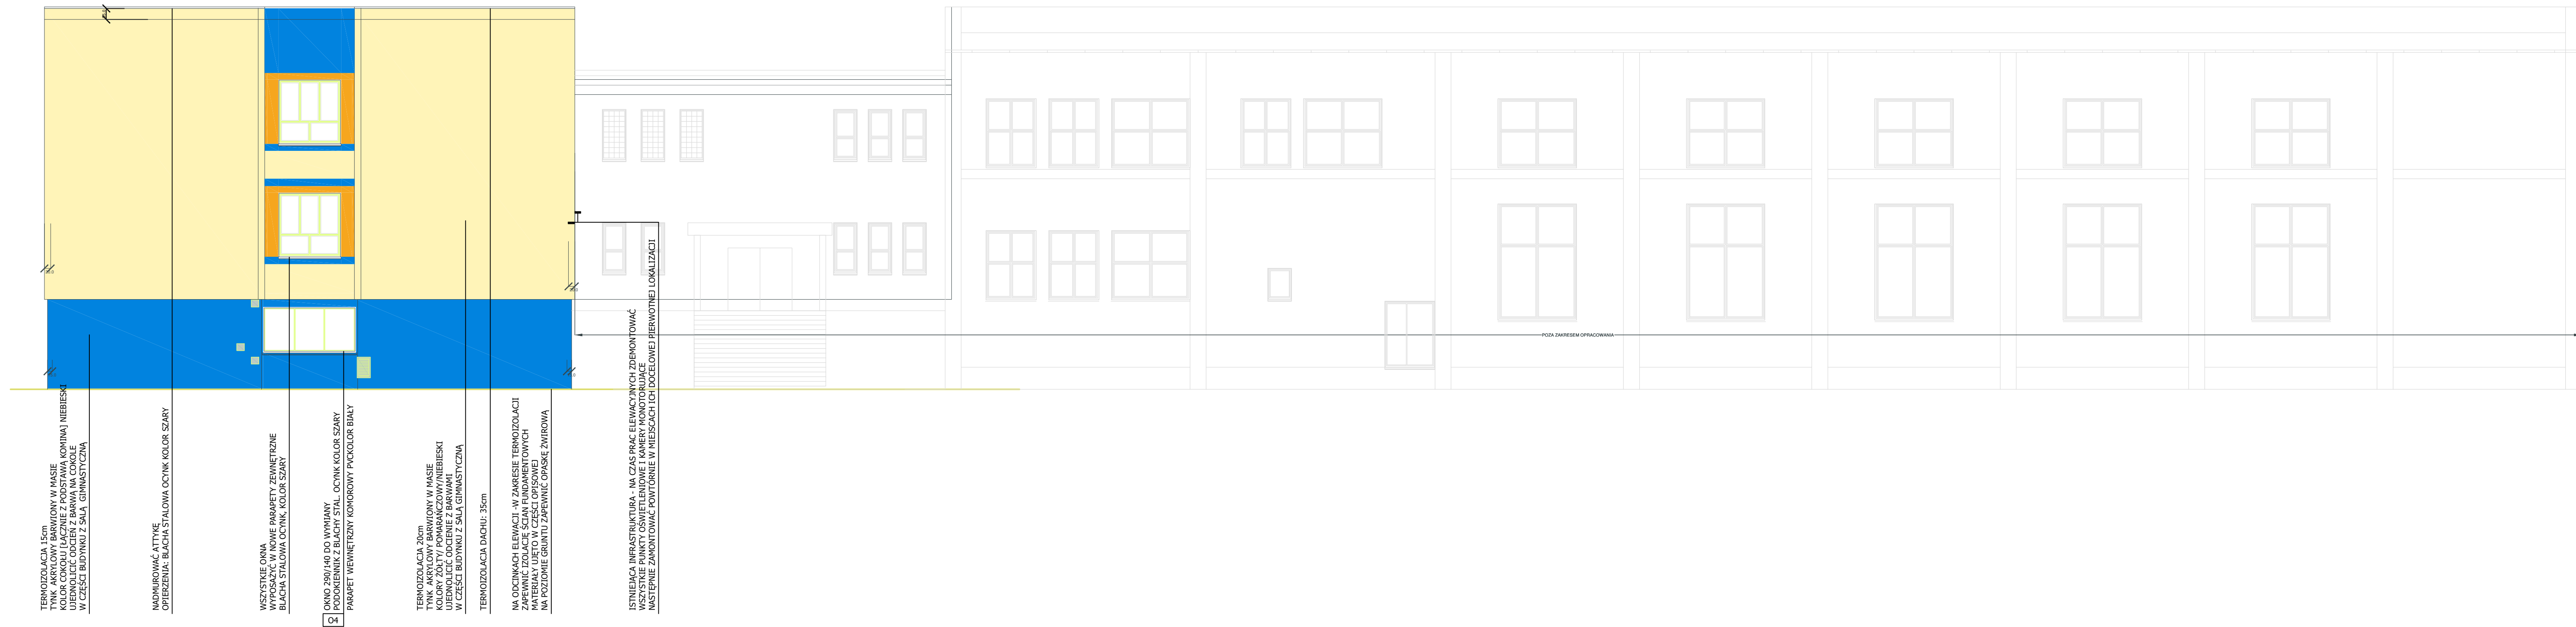 TERMOIZOLACJA 15cm
TYNK AKRYLOWY BARWIONY W MASIE
KOLOR COKOŁU [ŁĄCZNIE Z PODSTAWĄ KOMINA] NIEBIESKI
UJEDNOLICIĆ ODCIEŃ Z BARWĄ NA COKOLE
W CZĘŚCI BUDYNKU Z SALĄ GIMNASTYCZNĄ
NADMUROWAĆ ATTYKĘ
OPIERZENIA: BLACHA STALOWA OCYNK KOLOR SZARY
WSZYSTKIE OKNA
WYPOSAŻYĆ W NOWE PARAPETY ZEWNĘTRZNE
BLACHA STALOWA OCYNK, KOLOR SZARY
OKNO 290/140 DO WYMIANY
PODOKIENNIK Z BLACHY STAL. OCYNK KOLOR SZARY
PARAPET WEWNĘTRZNY KOMOROWY PVCKOLOR BIAŁY
O4
TERMOIZOLACJA 20cm
TYNK AKRYLOWY BARWIONY W MASIE
KOLORY ŻÓŁTY/ POMARAŃCZOWY/NIEBIESKI
UJEDNOLICIĆ ODCIENIE Z BARWAMI
W CZĘŚCI BUDYNKU Z SALĄ GIMNASTYCZNĄ
TERMOIZOLACJA DACHU: 35cm
NA ODCINKACH ELEWACJI -W ZAKRESIE TERMOIZOLACJI
ZAPEWNIĆ IZOLACJĘ ŚCIAN FUNDAMENTOWYCH
MATERIAŁY UJĘTO W CZĘŚCI OPISOWEJ
NA POZIOMIE GRUNTU ZAPEWNIĆ OPASKĘ ŻWIROWĄ
ISTNIEJĄCA INFRASTRUKTURA - NA CZAS PRAC ELEWACYJNYCH ZDEMONTOWAĆ
WSZYSTKIE PUNKTY OŚWIETLENIOWE I KAMERY MONOTORUJĄCE
NASTĘPNIE ZAMONTOWAĆ POWTÓRNIE W MIEJSCACH ICH DOCELOWEJ PIERWOTNEJ LOKALIZACJI
POZA ZAKRESEM OPRACOWANIA